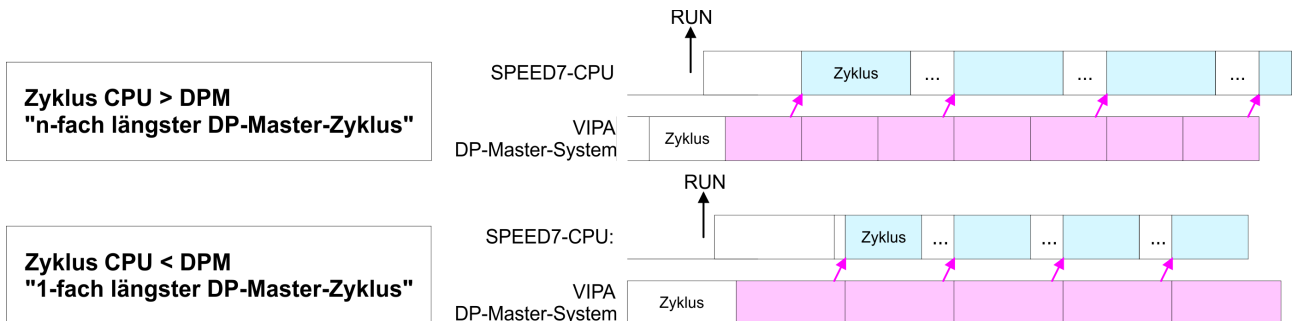 RUN
SPEED7-CPU
Zyklus
...
...
...
Zyklus CPU > DPM
"n-fach längster DP-Master-Zyklus"
VIPA
DP-Master-System
Zyklus
RUN
SPEED7-CPU:
Zyklus
...
...
...
Zyklus CPU < DPM
"1-fach längster DP-Master-Zyklus"
VIPA
DP-Master-System
Zyklus